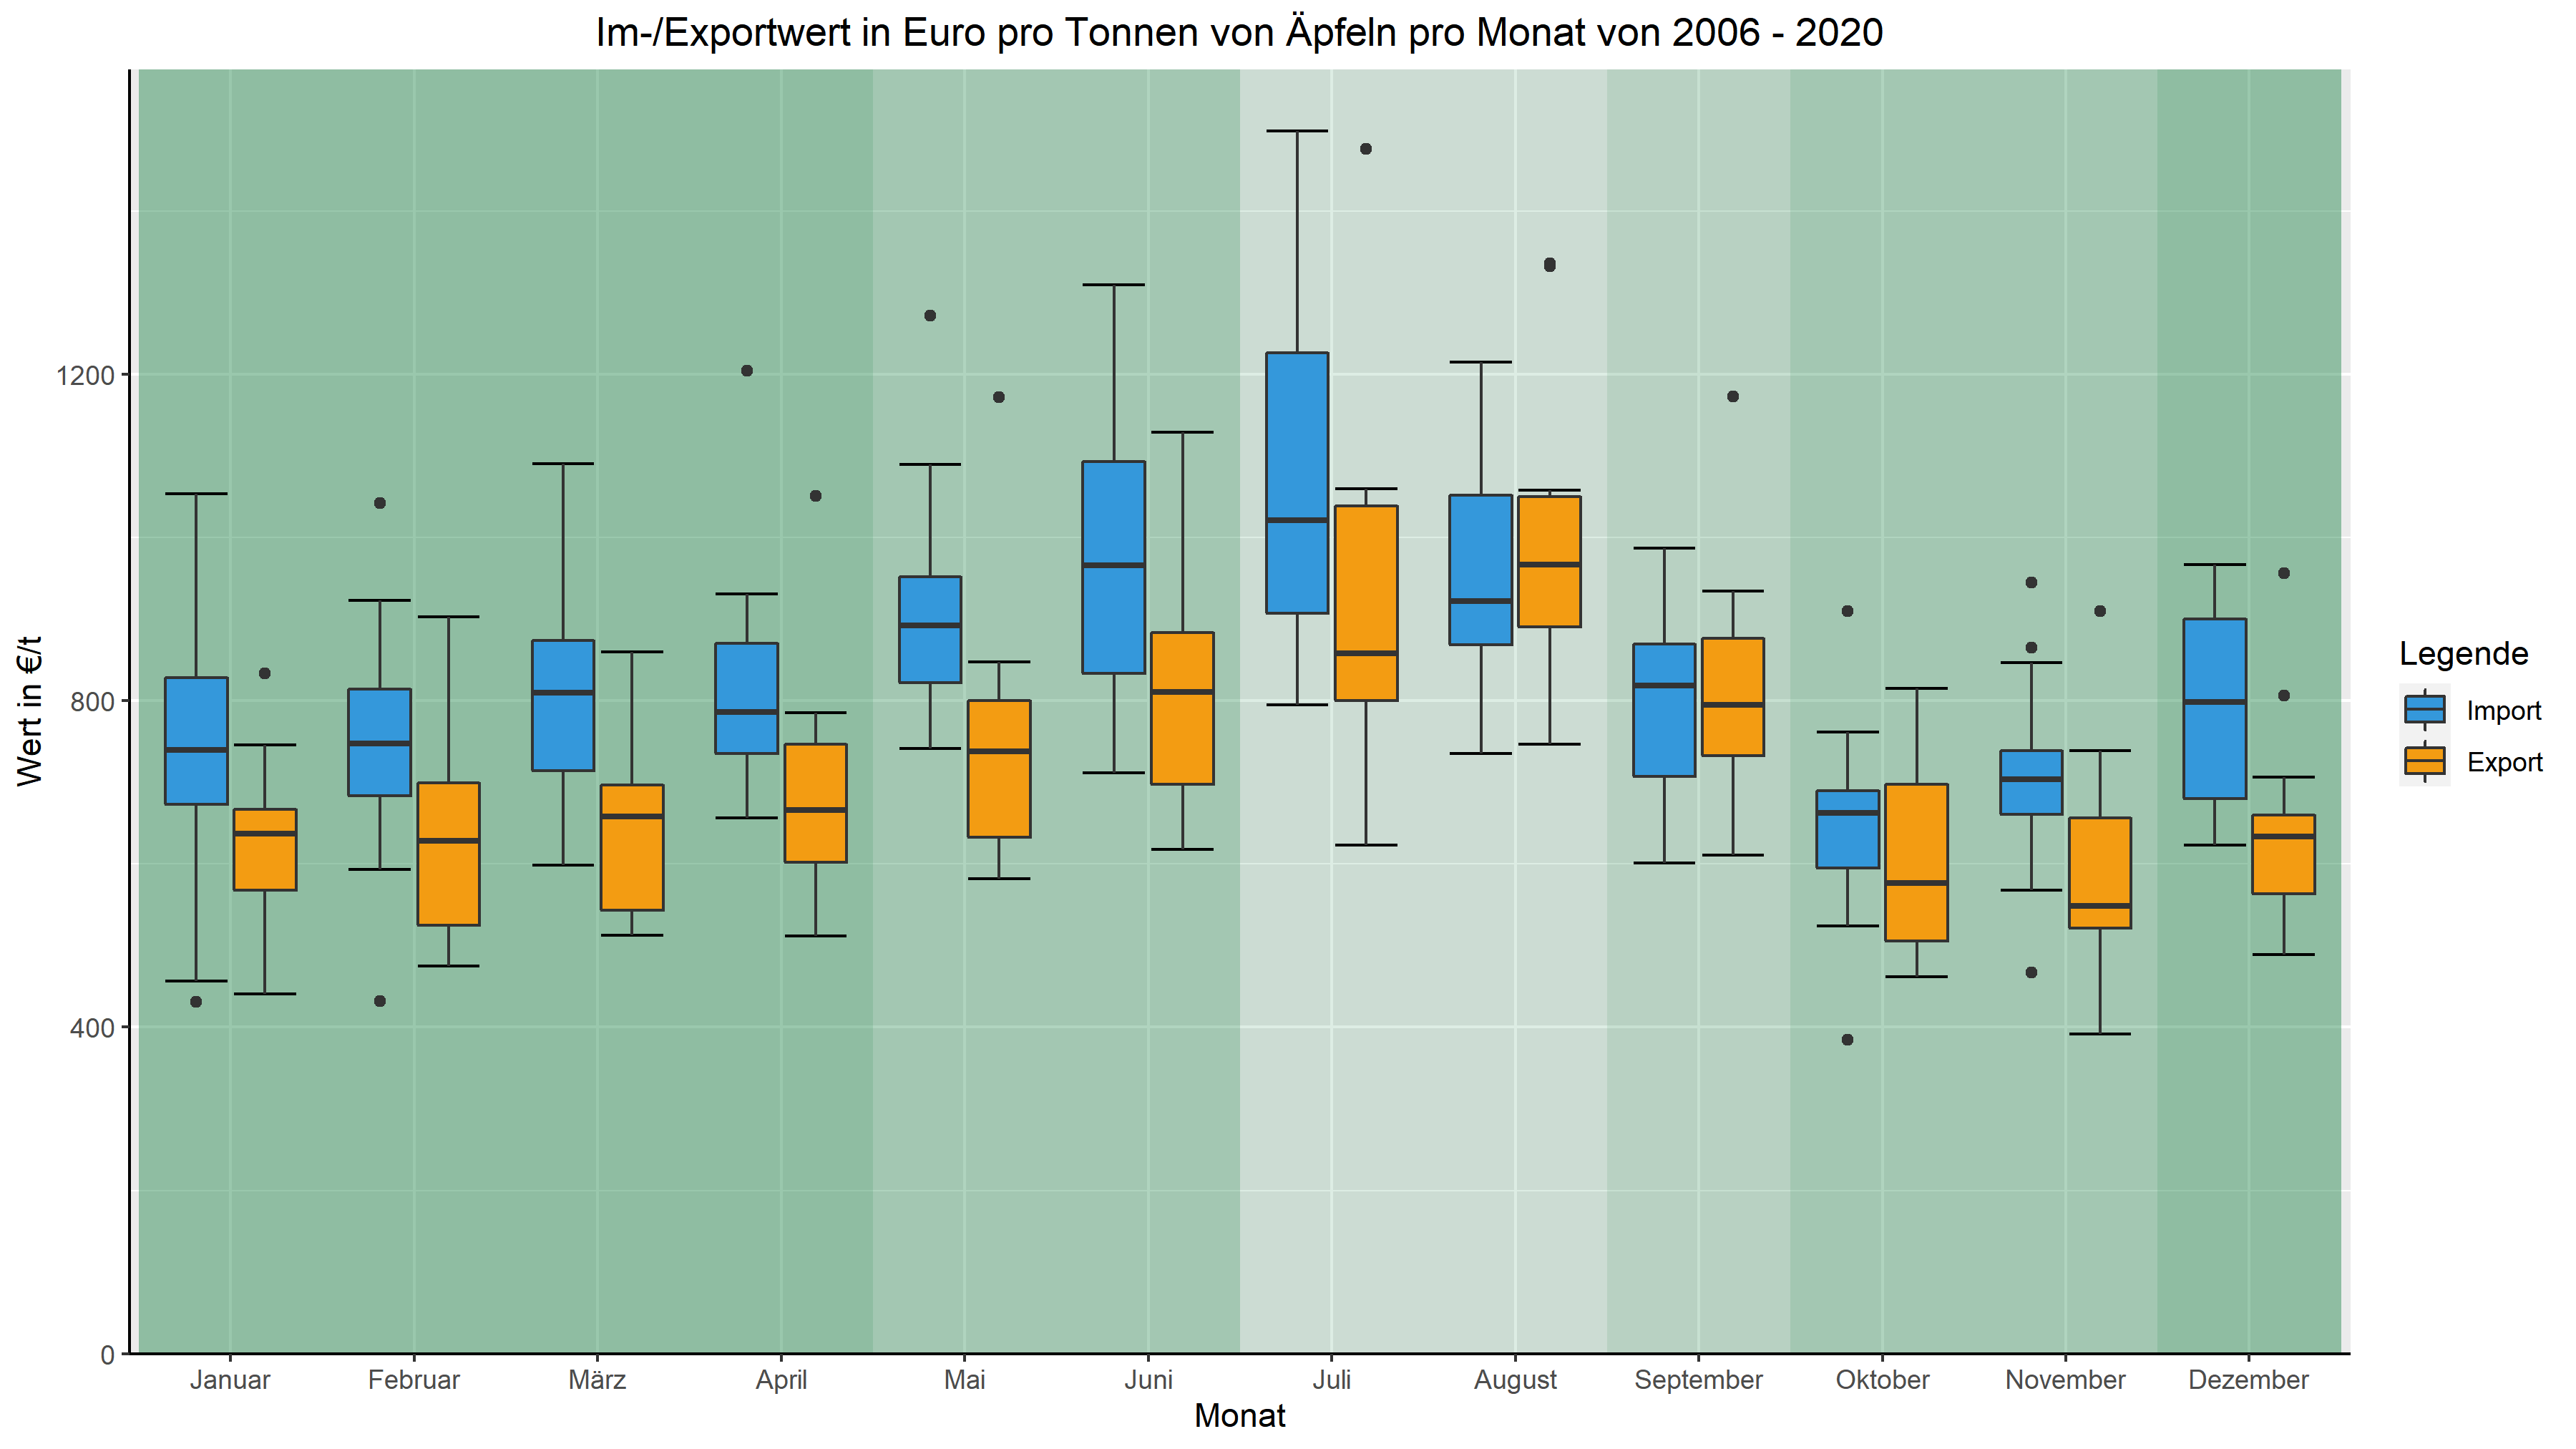 Im-/Exportwert in Euro pro Tonnen von Äpfeln pro Monat von 2006 - 2020
Wert in €/t
1200
800
400
0
Januar Februar März April Mai Juni Juli August September Oktober November Dezember
Monat
Legende
Import
Export